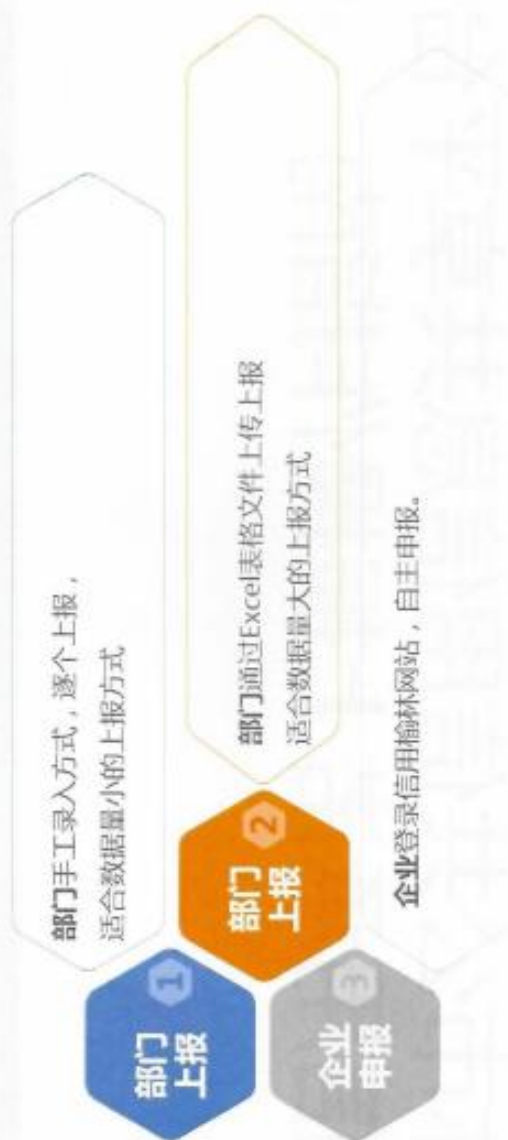 部门
上报
1
部门手工录入方式，逐个上报，
适合数据量小的上报方式
部门
上报
2
部门通过Excel表格文件上传上报
适合数据量大的上报方式
企业
申报
3
企业登录信用榆林网站，自主申报。